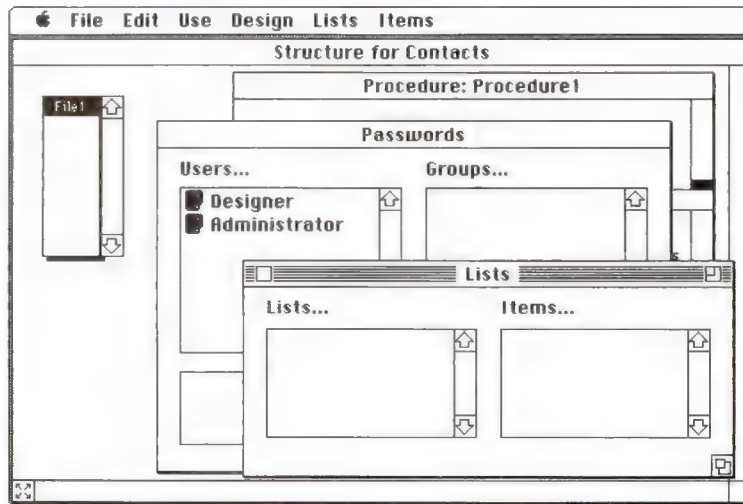 File Edit Use Design Lists Items
Structure for Contacts
File1
Procedure: Procedure1
Passwords
Users... Groups...
Designer
Administrator
Lists
Lists... Items...